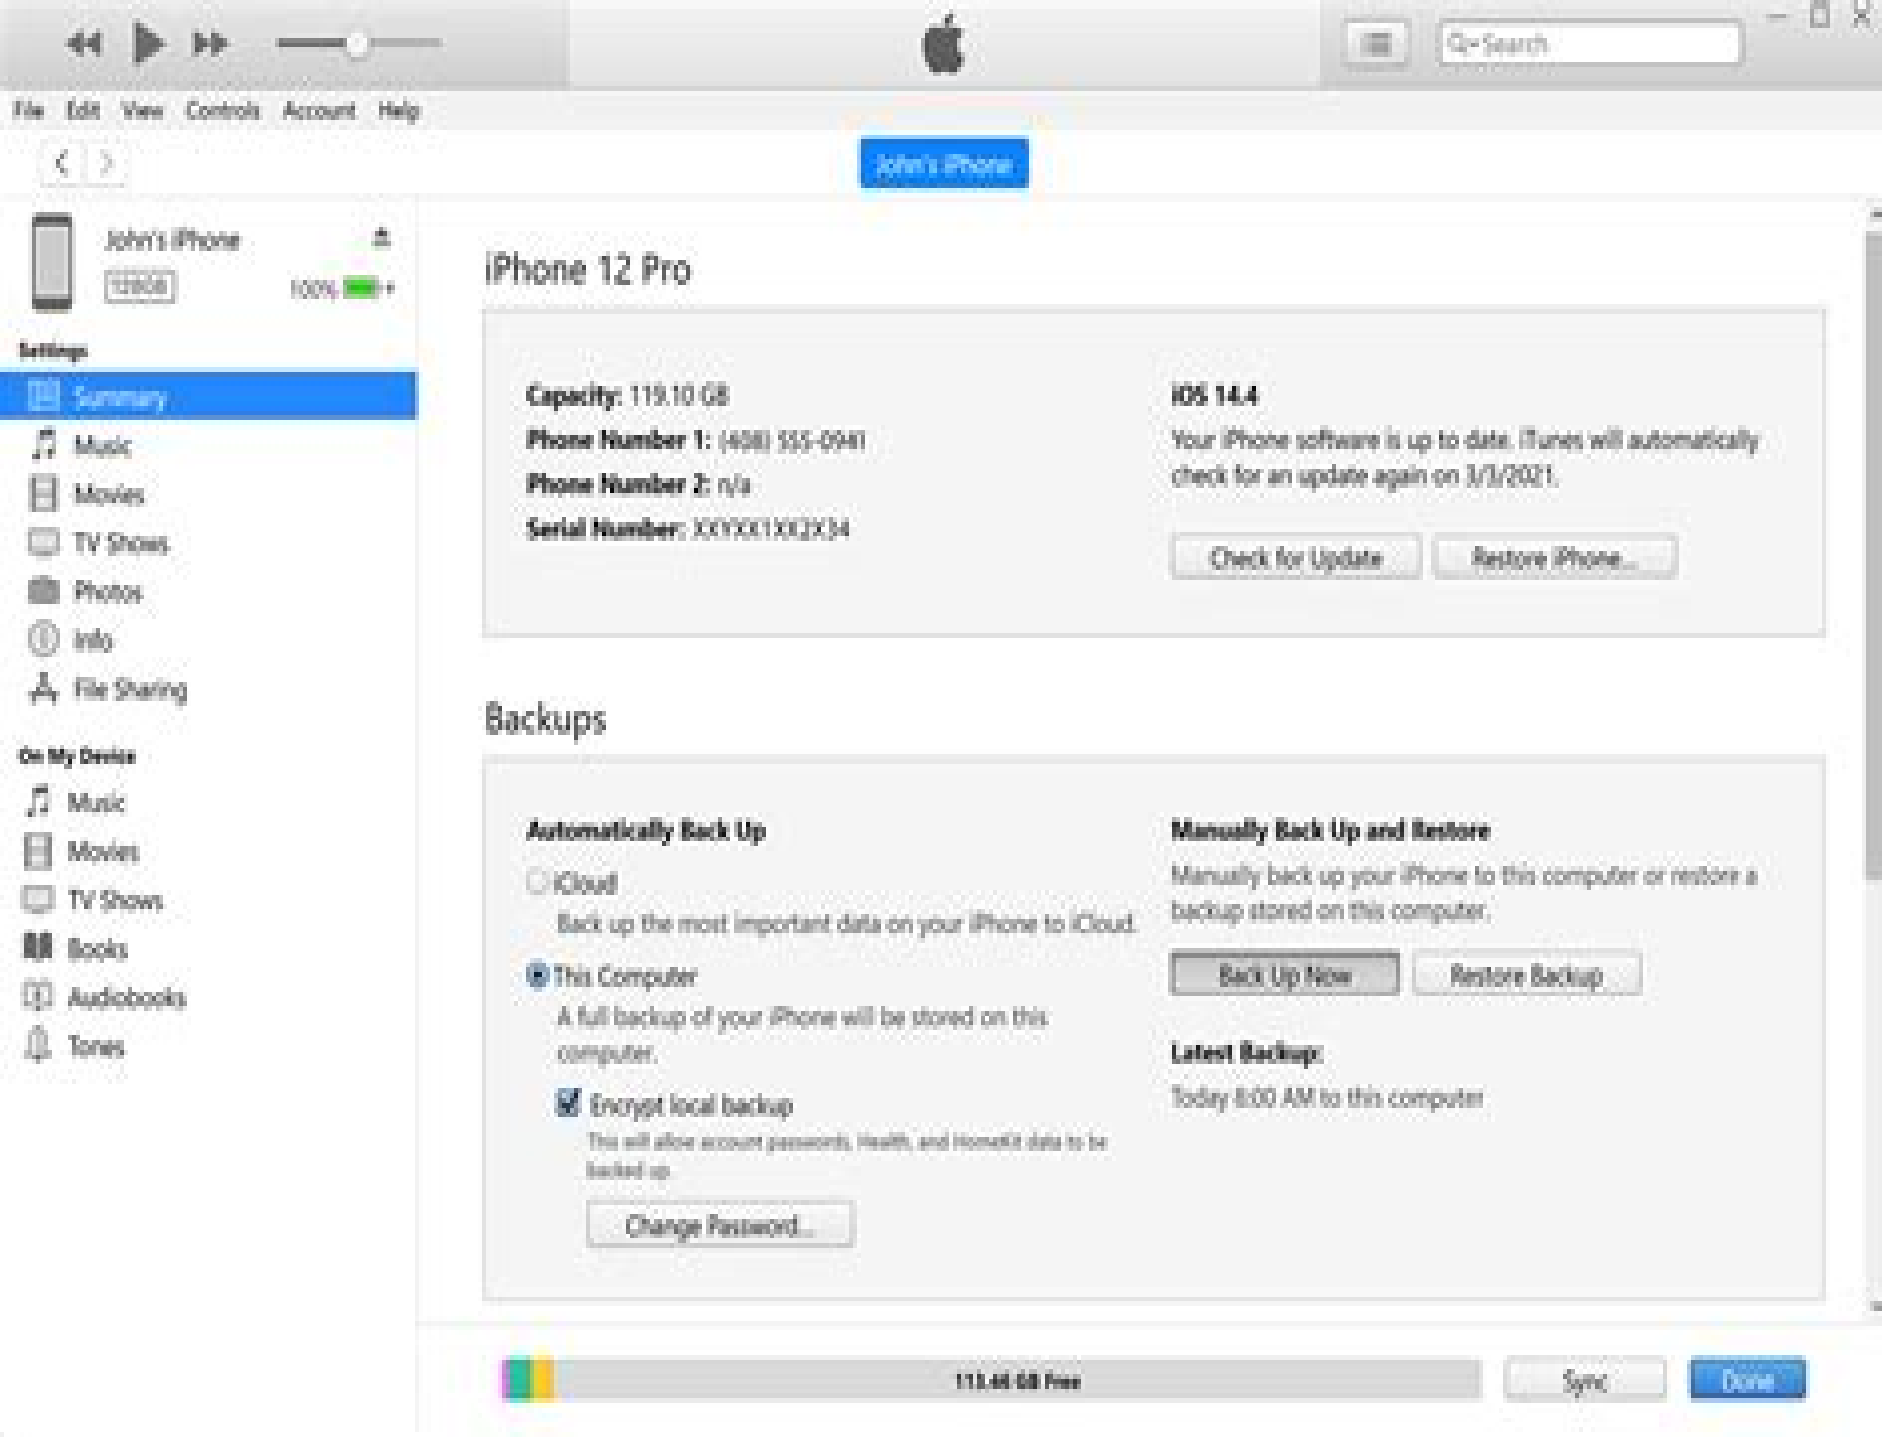 Search
File Edit View Controls Account Help
John's iPhone
John's iPhone
128GB
100%
Settings
Summary
Music
Movies
TV Shows
Photos
Info
File Sharing
On My Device
Music
Movies
TV Shows
Books
Audiobooks
Tones
iPhone 12 Pro
Capacity: 119.10 GB
Phone Number 1: (408) 555-0941
Phone Number 2: n/a
Serial Number: XXYXX1XX2X34
iOS 14.4
Your iPhone software is up to date. iTunes will automatically
check for an update again on 3/3/2021.
Check for Update
Restore iPhone...
Backups
Automatically Back Up
iCloud
Back up the most important data on your iPhone to iCloud.
This Computer
A full backup of your iPhone will be stored on this
computer.
Encrypt local backup
This will allow account passwords, Health, and HomeKit data to be
backed up.
Change Password...
Manually Back Up and Restore
Manually back up your iPhone to this computer or restore a
backup stored on this computer.
Back Up Now
Restore Backup
Latest Backup:
Today 8:00 AM to this computer
113.46 GB Free
Sync
Done